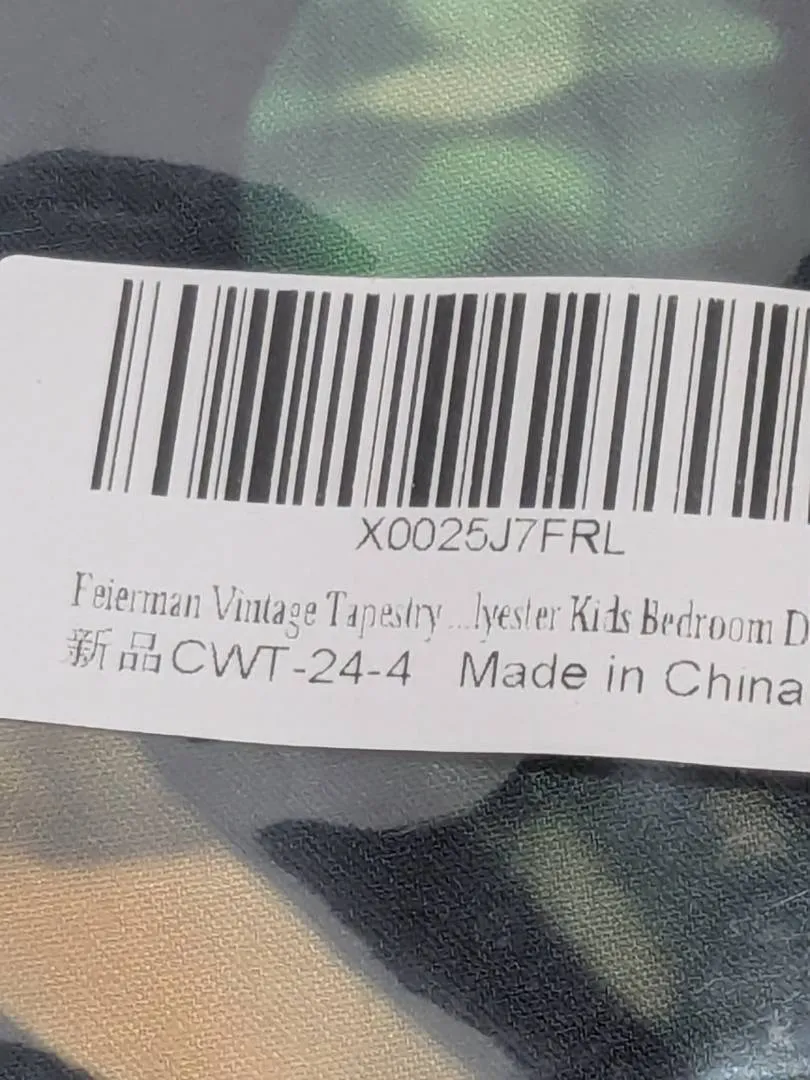 X0025J7FRL
Feierman Vintage Tapestry ...lyester Kids Bedroom D
新品CWT-24-4 Made in China